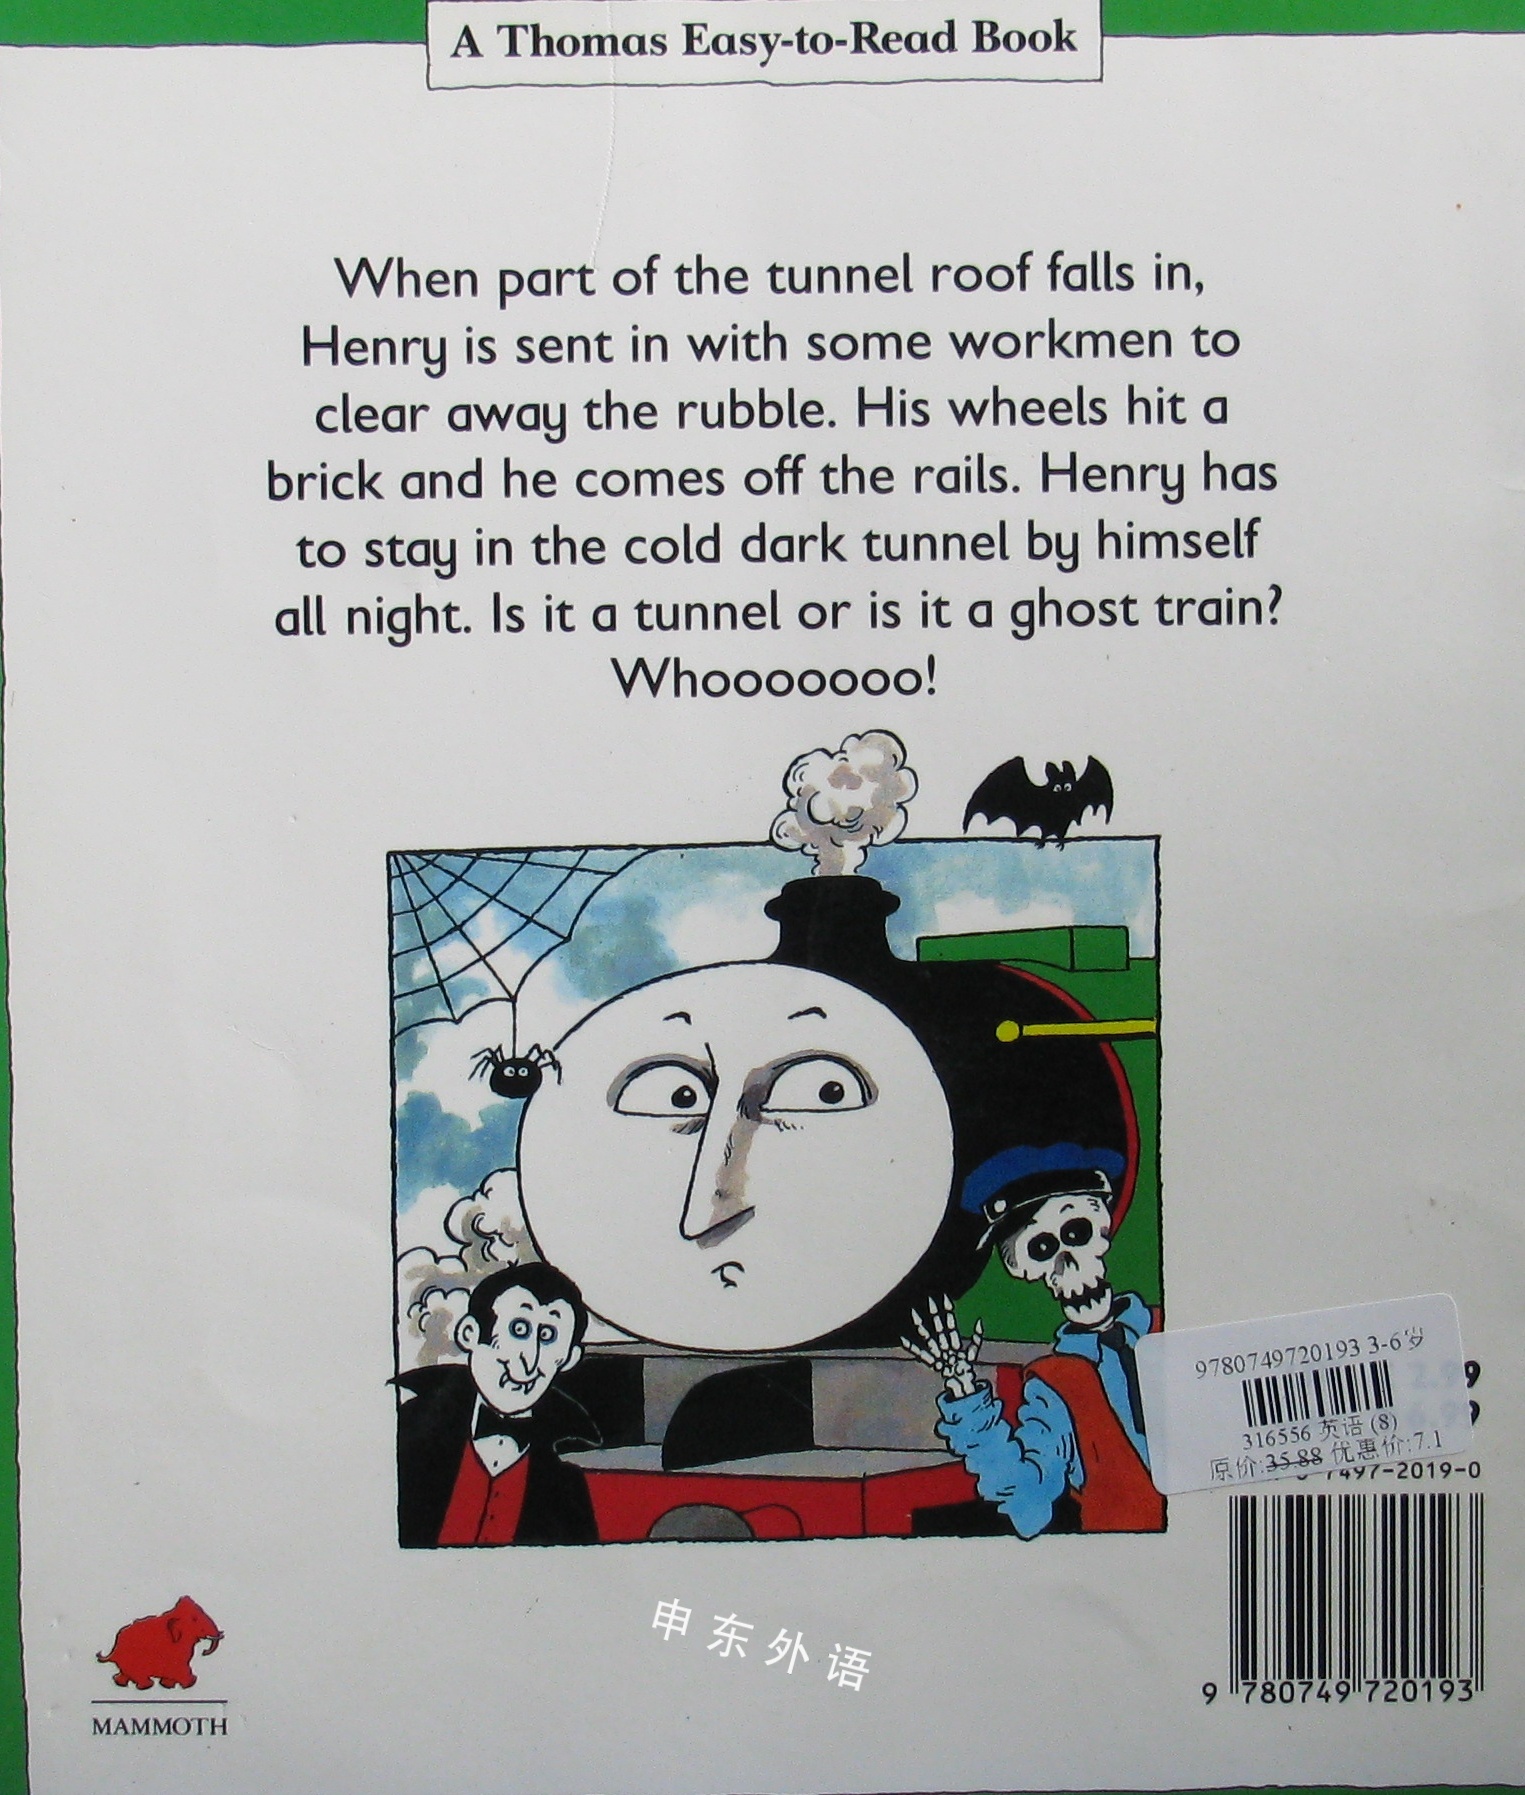 A Thomas Easy-to-Read Book
When part of the tunnel roof falls in,
Henry is sent in with some workmen to
clear away the rubble. His wheels hit a
brick and he comes off the rails. Henry has
to stay in the cold dark tunnel by himself
all night. Is it a tunnel or is it a ghost train?
Whooooooo!
9780749720193 3-6岁
316556 英语 (8)
原价:35.88 优惠价:7.1
7497-2019-0
9 780749 720193
申东外语
MAMMOTH